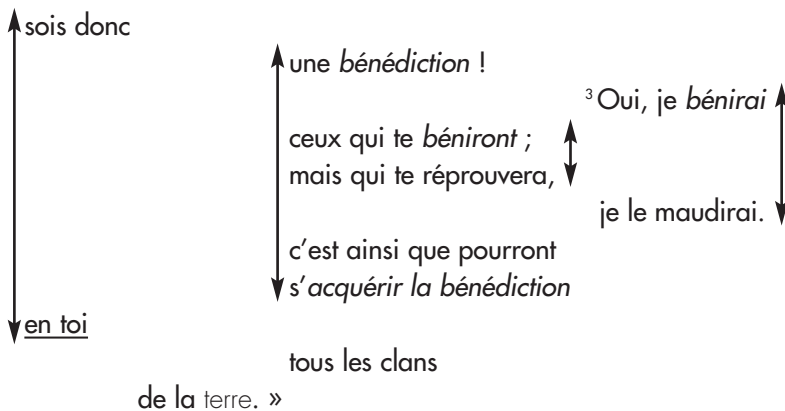 sois donc
une bénédiction !
³ Oui, je bénirai
ceux qui te béniront ;
mais qui te réprouvera,
je le maudirai.
c’est ainsi que pourront
s’acquérir la bénédiction
en toi
tous les clans
de la terre. »